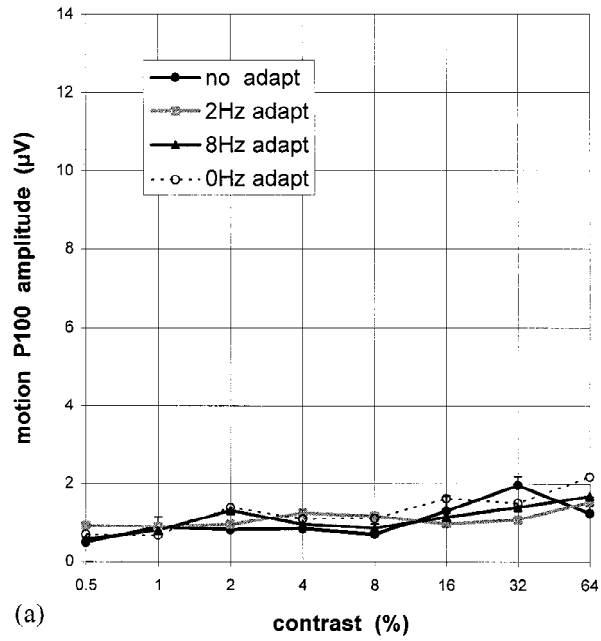 14
12
10
8
6
4
2
0
motion P100 amplitude (µV)
no adapt
2Hz adapt
8Hz adapt
0Hz adapt
0.5 1 2 4 8 16 32 64
contrast (%)
(a)